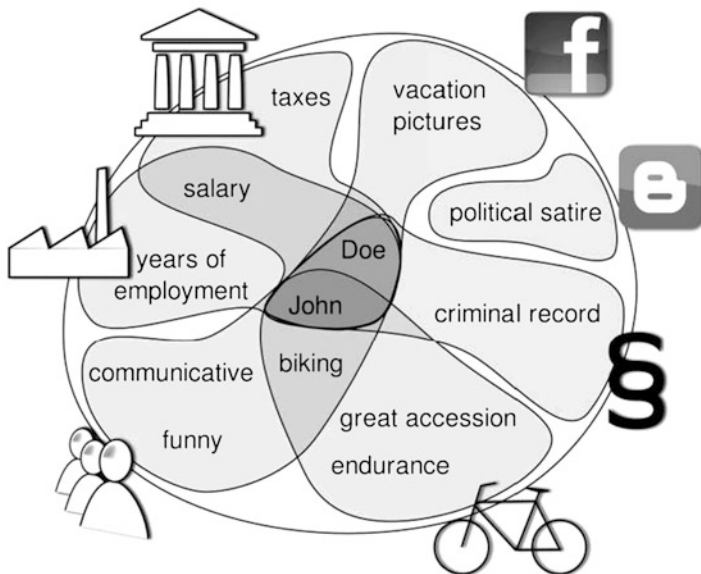 taxes
vacation
pictures
salary
political satire
Doe
years of
employment
John
criminal record
communicative
biking
funny
great accession
endurance
f
B
§